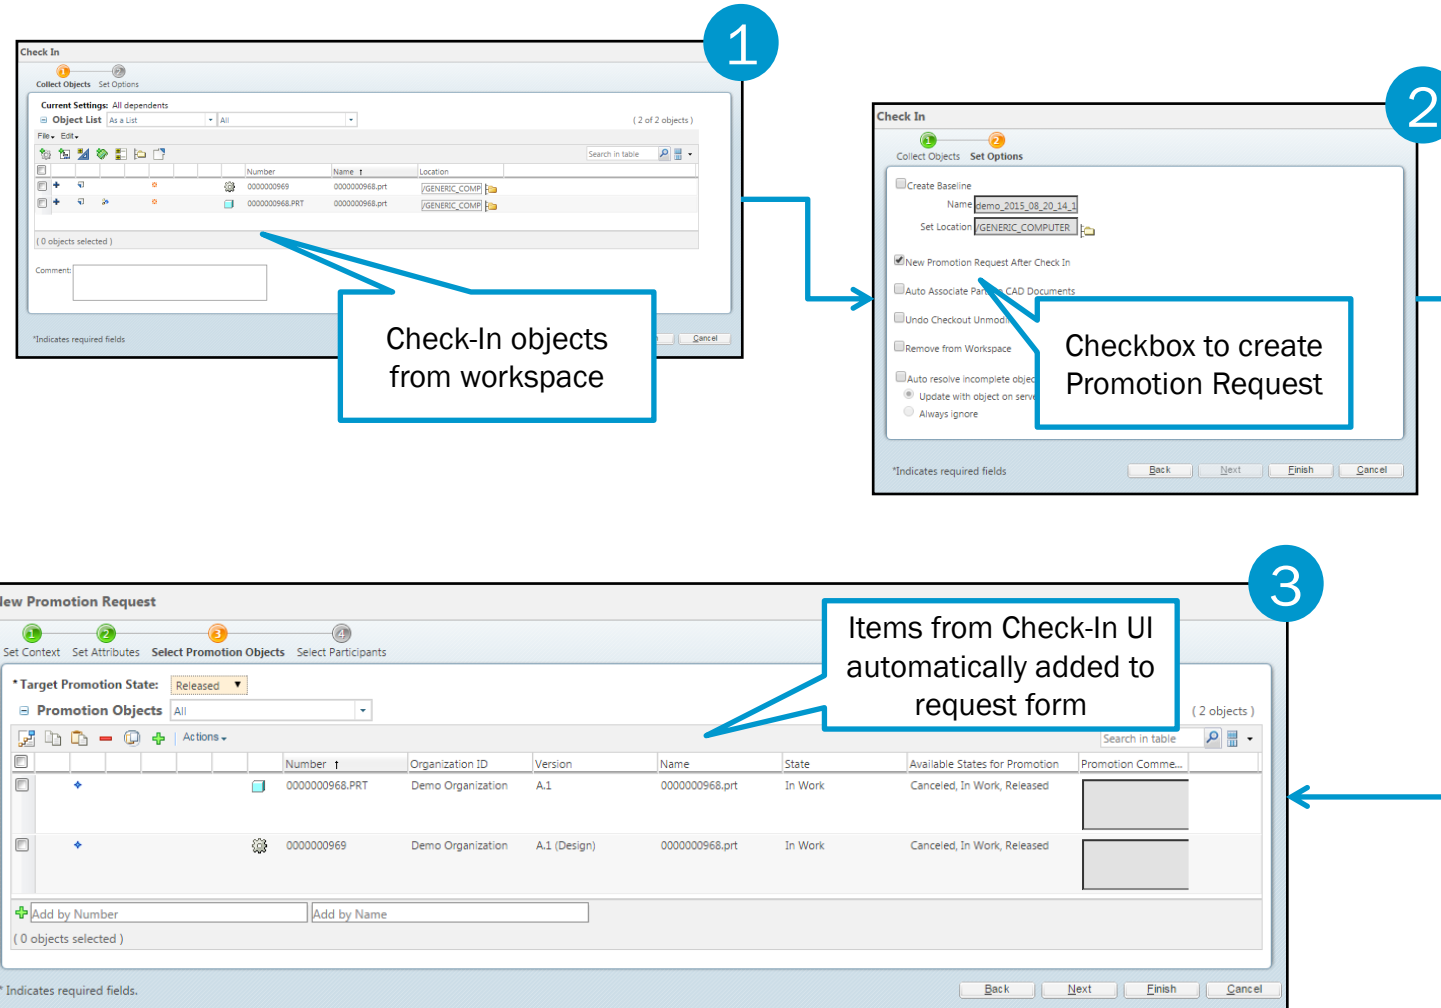 1
Check In
1 2
Collect Objects Set Options
Current Settings: All dependents
Object List As a List All ( 2 of 2 objects )
File Edit
Search in table
Number Name Location
0000000969 0000000968.prt /GENERIC_COMP
0000000968.PRT 0000000968.prt /GENERIC_COMP
( 0 objects selected )
Comment:
Check-In objects
from workspace
*Indicates required fields
Cancel
2
Check In
1 2
Collect Objects Set Options
Create Baseline
Name demo_2015_08_20_14_1
Set Location /GENERIC_COMPUTER
New Promotion Request After Check In
Auto Associate CAD Documents
Undo Checkout
Remove from Workspace
Auto resolve incomplete
Update with object on
Always ignore
Checkbox to create
Promotion Request
*Indicates required fields
Back Next Finish Cancel
3
Promotion Request
1 2 3 4
Set Context Set Attributes Select Promotion Objects Select Participants
*Target Promotion State: Released
Promotion Objects All ( 2 objects )
Items from Check-In UI
automatically added to
request form
Actions Search in table
Number Organization ID Version Name State Available States for Promotion Promotion Comme...
0000000968.PRT Demo Organization A.1 0000000968.prt In Work Canceled, In Work, Released
0000000969 Demo Organization A.1 (Design) 0000000968.prt In Work Canceled, In Work, Released
Add by Number Add by Name
( 0 objects selected )
* Indicates required fields.
Back Next Finish Cancel